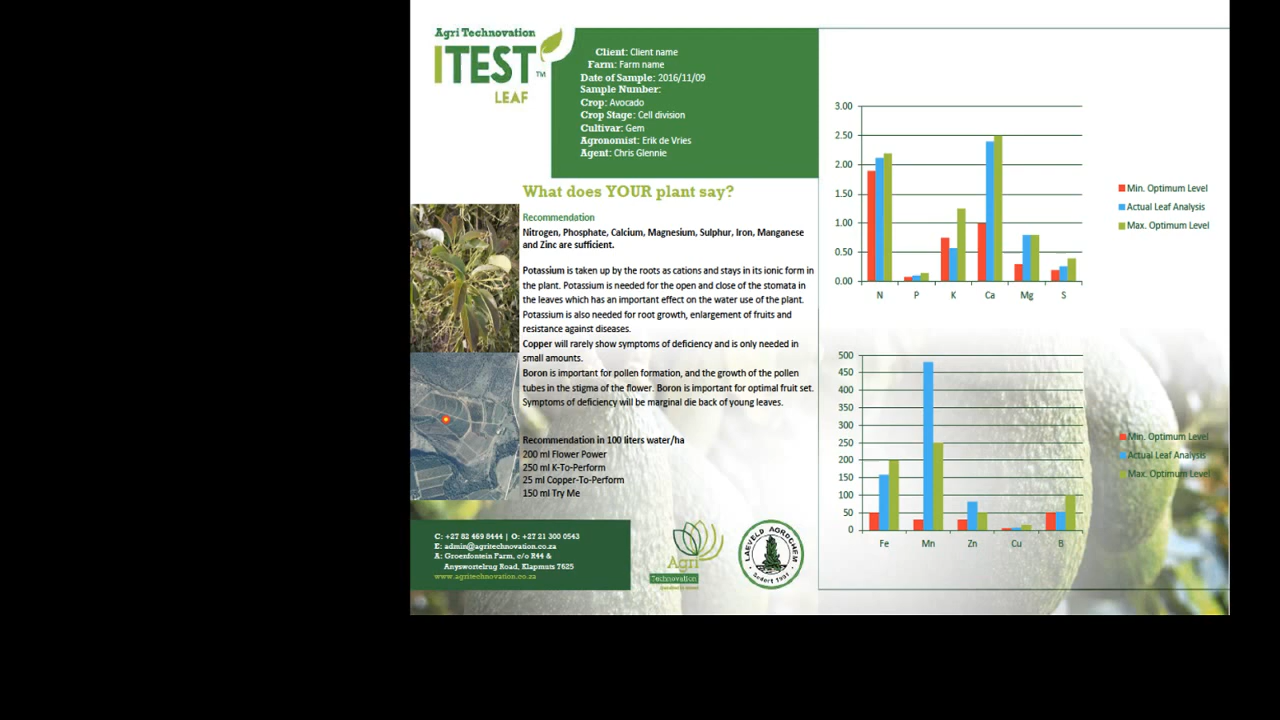 Agri Technovation
ITEST™
LEAF
Client: Client name
Farm: Farm name
Date of Sample: 2016/11/09
Sample Number:
Crop: Avocado
Crop Stage: Cell division
Cultivar: Gem
Agronomist: Erik de Vries
Agent: Chris Glennie
What does YOUR plant say?
Recommendation
Nitrogen, Phosphate, Calcium, Magnesium, Sulphur, Iron, Manganese
and Zinc are sufficient.
Potassium is taken up by the roots as cations and stays in its ionic form in
the plant. Potassium is needed for the open and close of the stomata in
the leaves which has an important effect on the water use of the plant.
Potassium is also needed for root growth, enlargement of fruits and
resistance against diseases.
Copper will rarely show symptoms of deficiency and is only needed in
small amounts.
Boron is important for pollen formation, and the growth of the pollen
tubes in the stigma of the flower. Boron is important for optimal fruit set.
Symptoms of deficiency will be marginal die back of young leaves.
Recommendation in 100 liters water/ha
200 ml Flower Power
250 ml K-To-Perform
25 ml Copper-To-Perform
150 ml Try Me
C: +27 82 469 8444 | O: +27 21 300 0543
E: admin@agritechnovation.co.za
A: Groenfontein Farm, c/o R44 &
Anyswortelrug Road, Klapmuts 7625
www.agritechnovation.co.za
Agri
Technovation
LAEVELD AGROCHEM
Sedert 1991
3.00
2.50
2.00
1.50
1.00
0.50
0.00
N P K Ca Mg S
Min. Optimum Level
Actual Leaf Analysis
Max. Optimum Level
500
450
400
350
300
250
200
150
100
50
0
Fe Mn Zn Cu B
Min. Optimum Level
Actual Leaf Analysis
Max. Optimum Level